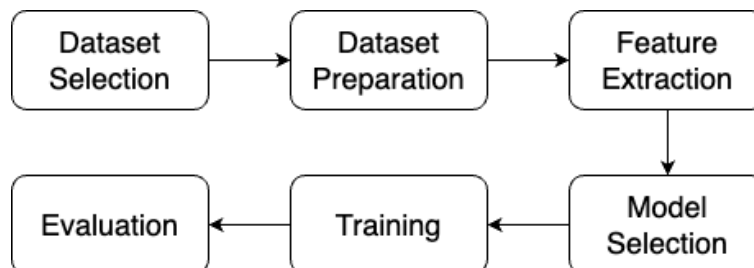 Dataset
Selection
Dataset
Preparation
Feature
Extraction
Model
Selection
Training
Evaluation